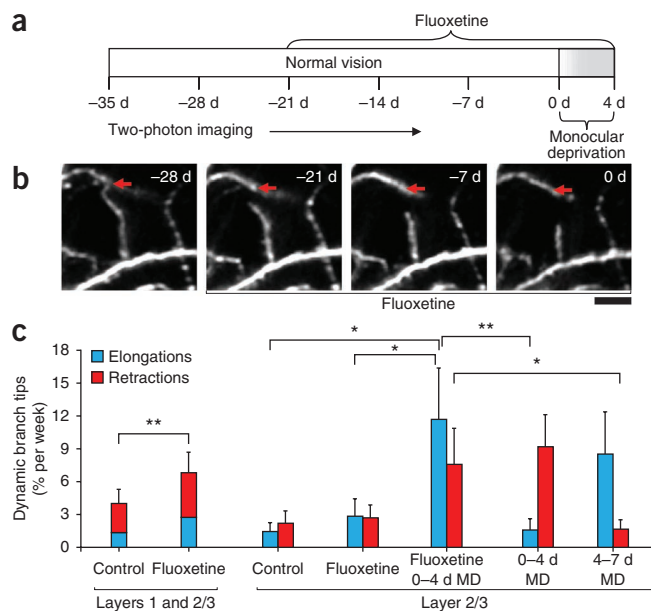 a
Fluoxetine
Normal vision
–35 d –28 d –21 d –14 d –7 d 0 d 4 d
Two-photon imaging
Monocular
deprivation
b
–28 d –21 d –7 d 0 d
Fluoxetine
c
Elongations
Retractions
Dynamic branch tips
(% per week)
18
15
12
9
6
3
0
** * * ** *
Control Fluoxetine Control Fluoxetine Fluoxetine 0–4 d 4–7 d
0–4 d MD MD MD
Layers 1 and 2/3 Layer 2/3